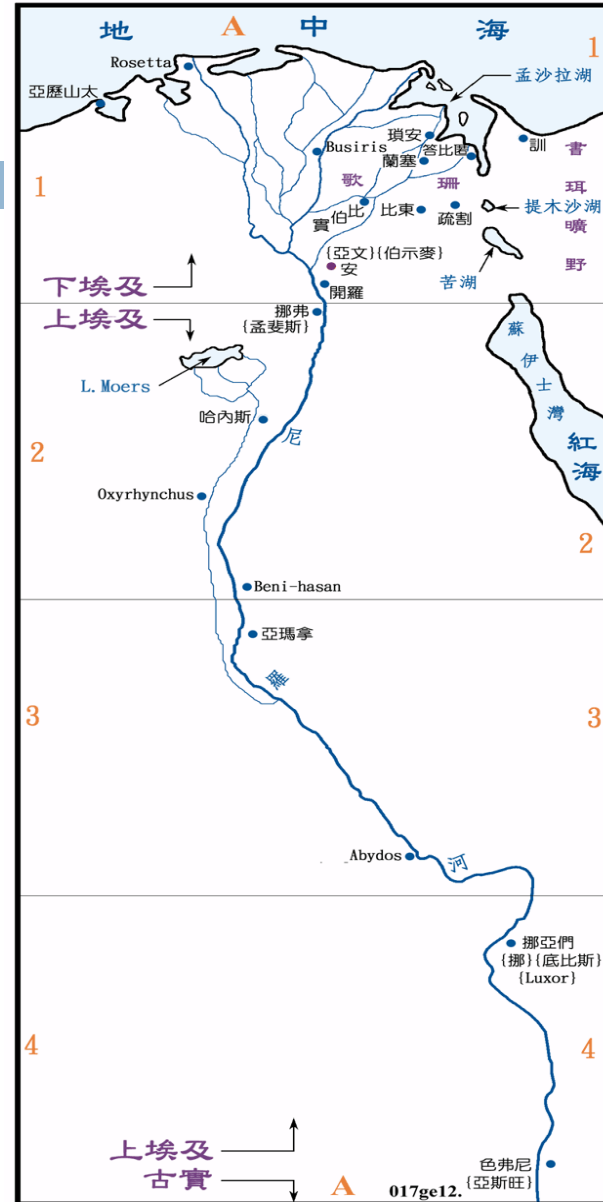 地 中 海
A
1
Rosetta
孟沙拉湖
亞歷山太
瑣安
訓
書珥曠野
Busiris
答比匿
蘭塞
1
歌 珊
實伯比
比東
疏割
提木沙湖
{亞文}{伯示麥}
安
苦湖
下埃及
開羅
上埃及
挪弗
{孟斐斯}
蘇伊士灣
L.Moers
哈內斯
尼
紅海
2
Oxyrhynchus
2
Beni-hasan
亞瑪拿
羅
3
3
Abydos
河
挪亞們
{挪}{底比斯}
{Luxor}
4
4
上埃及
色弗尼
古實
{亞斯旺}
A
017ge12.